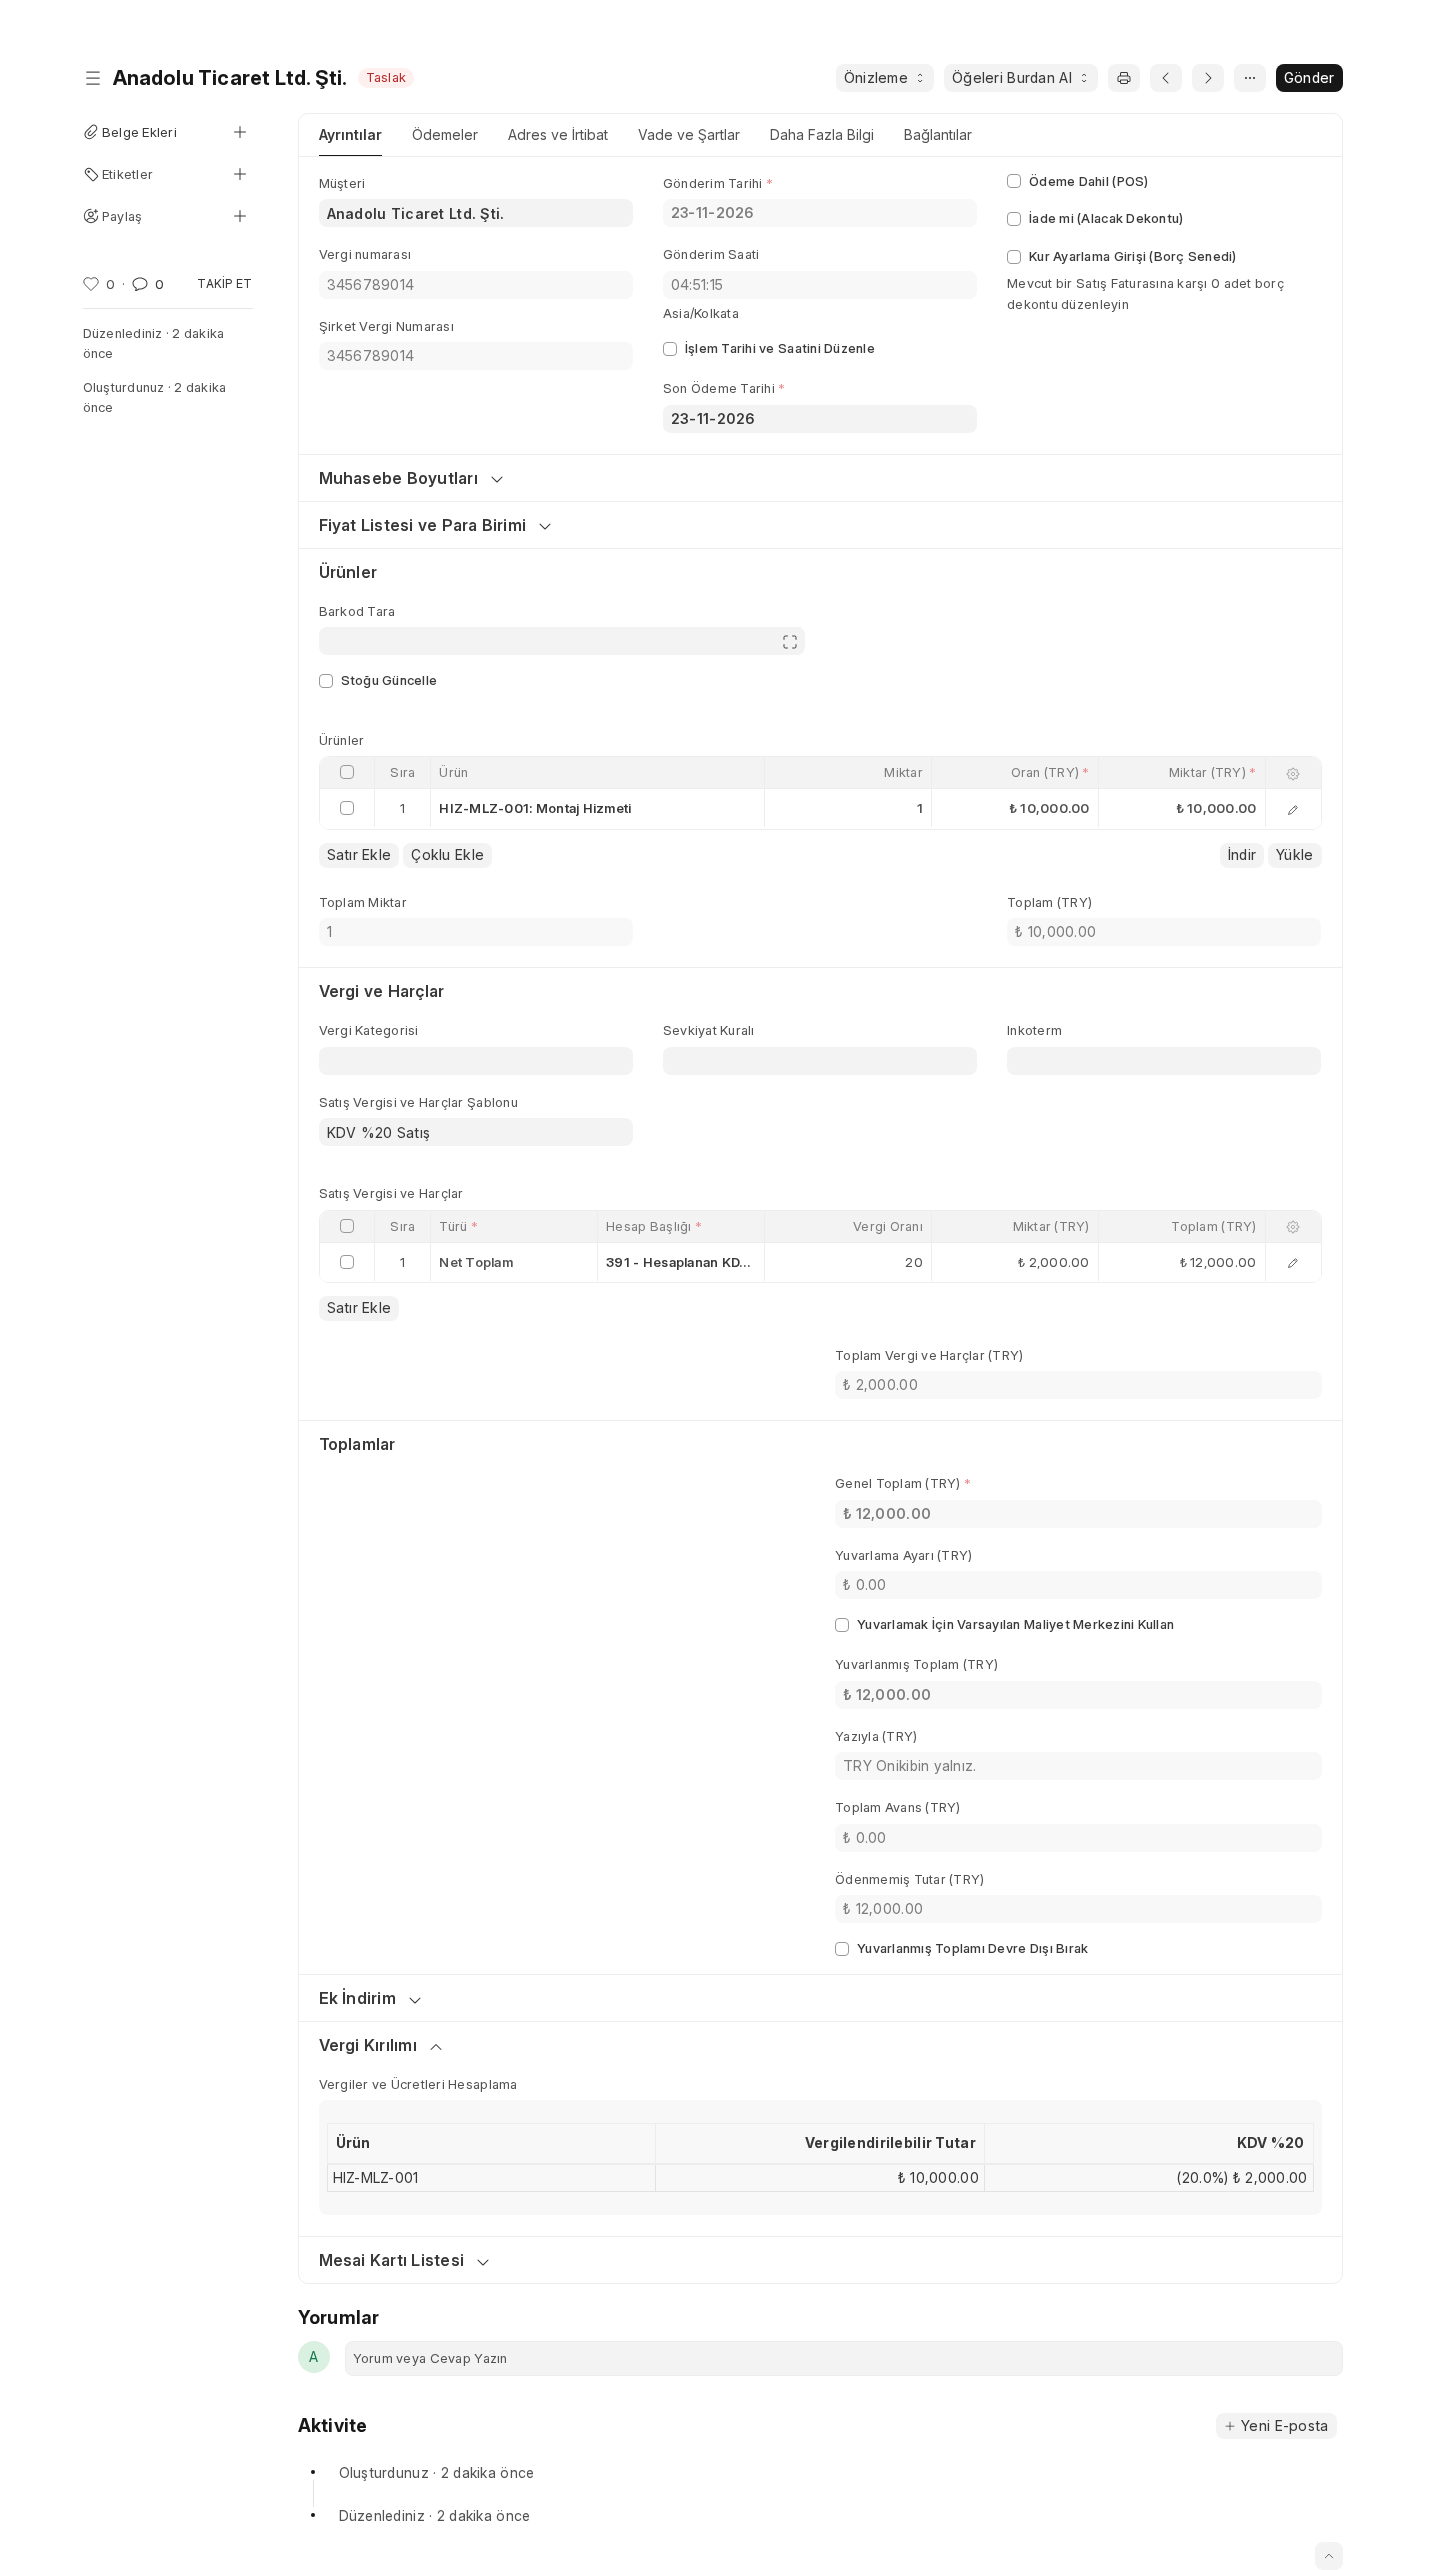 Anadolu Ticaret Ltd. Şti. Taslak Önizleme Öğeleri Burdan Al Gönder
Belge Ekleri
Etiketler
Paylaş
0 · 0 TAKİP ET
Düzenlediniz · 2 dakika
önce
Oluşturdunuz · 2 dakika
önce
Ayrıntılar Ödemeler Adres ve İrtibat Vade ve Şartlar Daha Fazla Bilgi Bağlantılar
Müşteri
Anadolu Ticaret Ltd. Şti.
Vergi numarası
3456789014
Şirket Vergi Numarası
3456789014
Gönderim Tarihi *
23-11-2026
Gönderim Saati
04:51:15
Asia/Kolkata
İşlem Tarihi ve Saatini Düzenle
Son Ödeme Tarihi *
23-11-2026
Ödeme Dahil (POS)
İade mi (Alacak Dekontu)
Kur Ayarlama Girişi (Borç Senedi)
Mevcut bir Satış Faturasına karşı 0 adet borç
dekontu düzenleyin
Muhasebe Boyutları
Fiyat Listesi ve Para Birimi
Ürünler
Barkod Tara
Stoğu Güncelle
Ürünler
Sıra Ürün Miktar Oran (TRY) * Miktar (TRY) *
1 HIZ-MLZ-001: Montaj Hizmeti 1 ₺ 10,000.00 ₺ 10,000.00
Satır Ekle Çoklu Ekle İndir Yükle
Toplam Miktar
1
Toplam (TRY)
₺ 10,000.00
Vergi ve Harçlar
Vergi Kategorisi Sevkiyat Kuralı Inkoterm
Satış Vergisi ve Harçlar Şablonu
KDV %20 Satış
Satış Vergisi ve Harçlar
Sıra Türü * Hesap Başlığı * Vergi Oranı Miktar (TRY) Toplam (TRY)
1 Net Toplam 391 - Hesaplanan KD... 20 ₺ 2,000.00 ₺ 12,000.00
Satır Ekle
Toplam Vergi ve Harçlar (TRY)
₺ 2,000.00
Toplamlar
Genel Toplam (TRY) *
₺ 12,000.00
Yuvarlama Ayarı (TRY)
₺ 0.00
Yuvarlamak İçin Varsayılan Maliyet Merkezini Kullan
Yuvarlanmış Toplam (TRY)
₺ 12,000.00
Yazıyla (TRY)
TRY Onikibin yalnız.
Toplam Avans (TRY)
₺ 0.00
Ödenmemiş Tutar (TRY)
₺ 12,000.00
Yuvarlanmış Toplamı Devre Dışı Bırak
Ek İndirim
Vergi Kırılımı
Vergiler ve Ücretleri Hesaplama
Ürün Vergilendirilebilir Tutar KDV %20
HIZ-MLZ-001 ₺ 10,000.00 (20.0%) ₺ 2,000.00
Mesai Kartı Listesi
Yorumlar
A Yorum veya Cevap Yazın
Aktivite + Yeni E-posta
Oluşturdunuz · 2 dakika önce
Düzenlediniz · 2 dakika önce